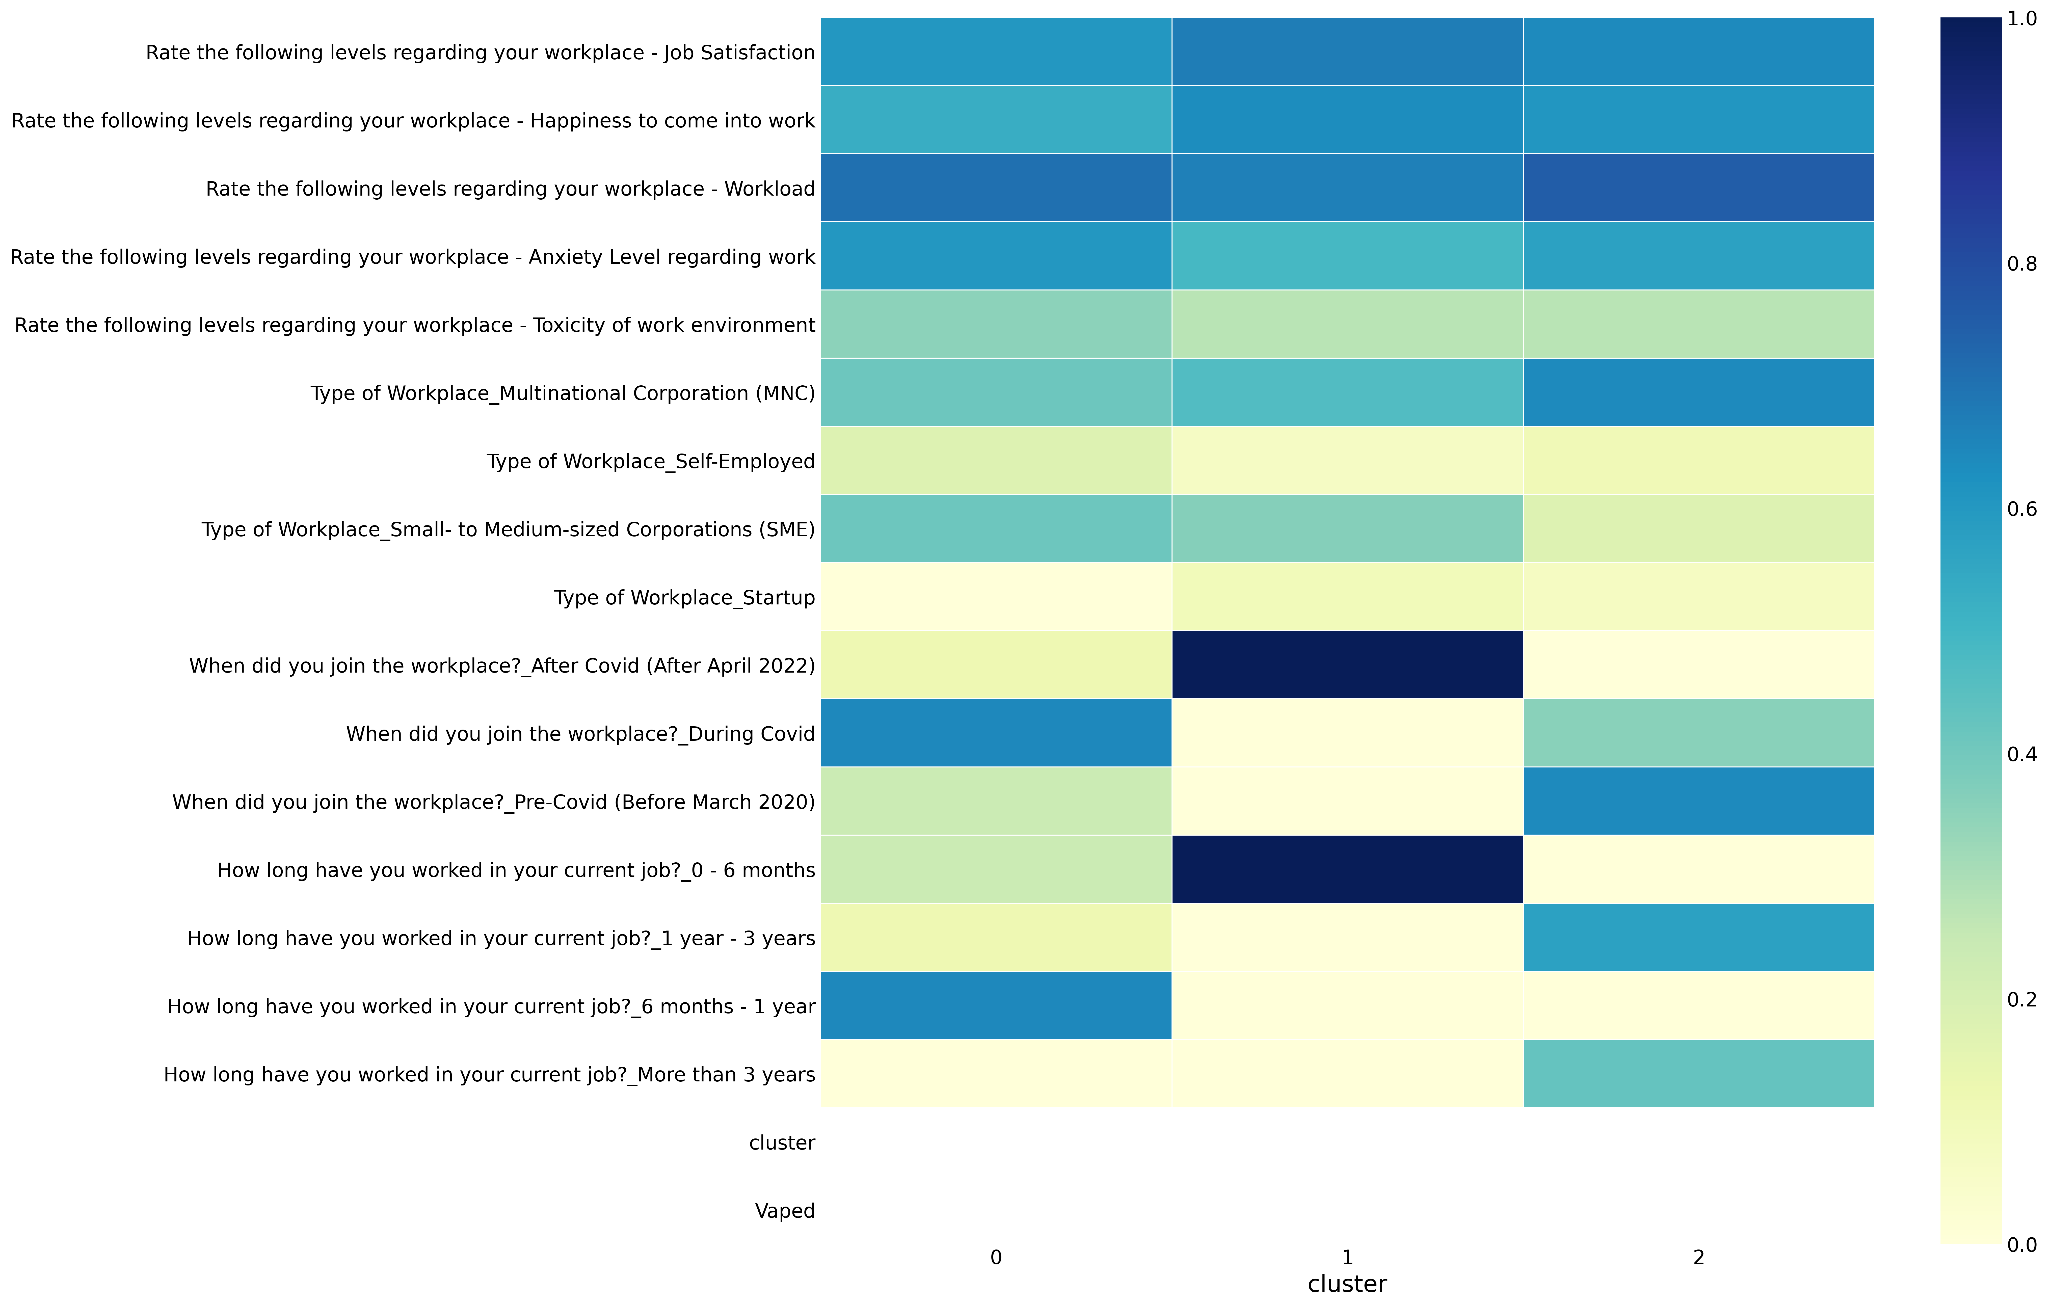 Rate the following levels regarding your workplace - Job Satisfaction
Rate the following levels regarding your workplace - Happiness to come into work
Rate the following levels regarding your workplace - Workload
Rate the following levels regarding your workplace - Anxiety Level regarding work
Rate the following levels regarding your workplace - Toxicity of work environment
Type of Workplace_Multinational Corporation (MNC)
Type of Workplace_Self-Employed
Type of Workplace_Small- to Medium-sized Corporations (SME)
Type of Workplace_Startup
When did you join the workplace?_After Covid (After April 2022)
When did you join the workplace?_During Covid
When did you join the workplace?_Pre-Covid (Before March 2020)
How long have you worked in your current job?_0 - 6 months
How long have you worked in your current job?_1 year - 3 years
How long have you worked in your current job?_6 months - 1 year
How long have you worked in your current job?_More than 3 years
cluster
Vaped
0 1 2
cluster
1.0
0.8
0.6
0.4
0.2
0.0